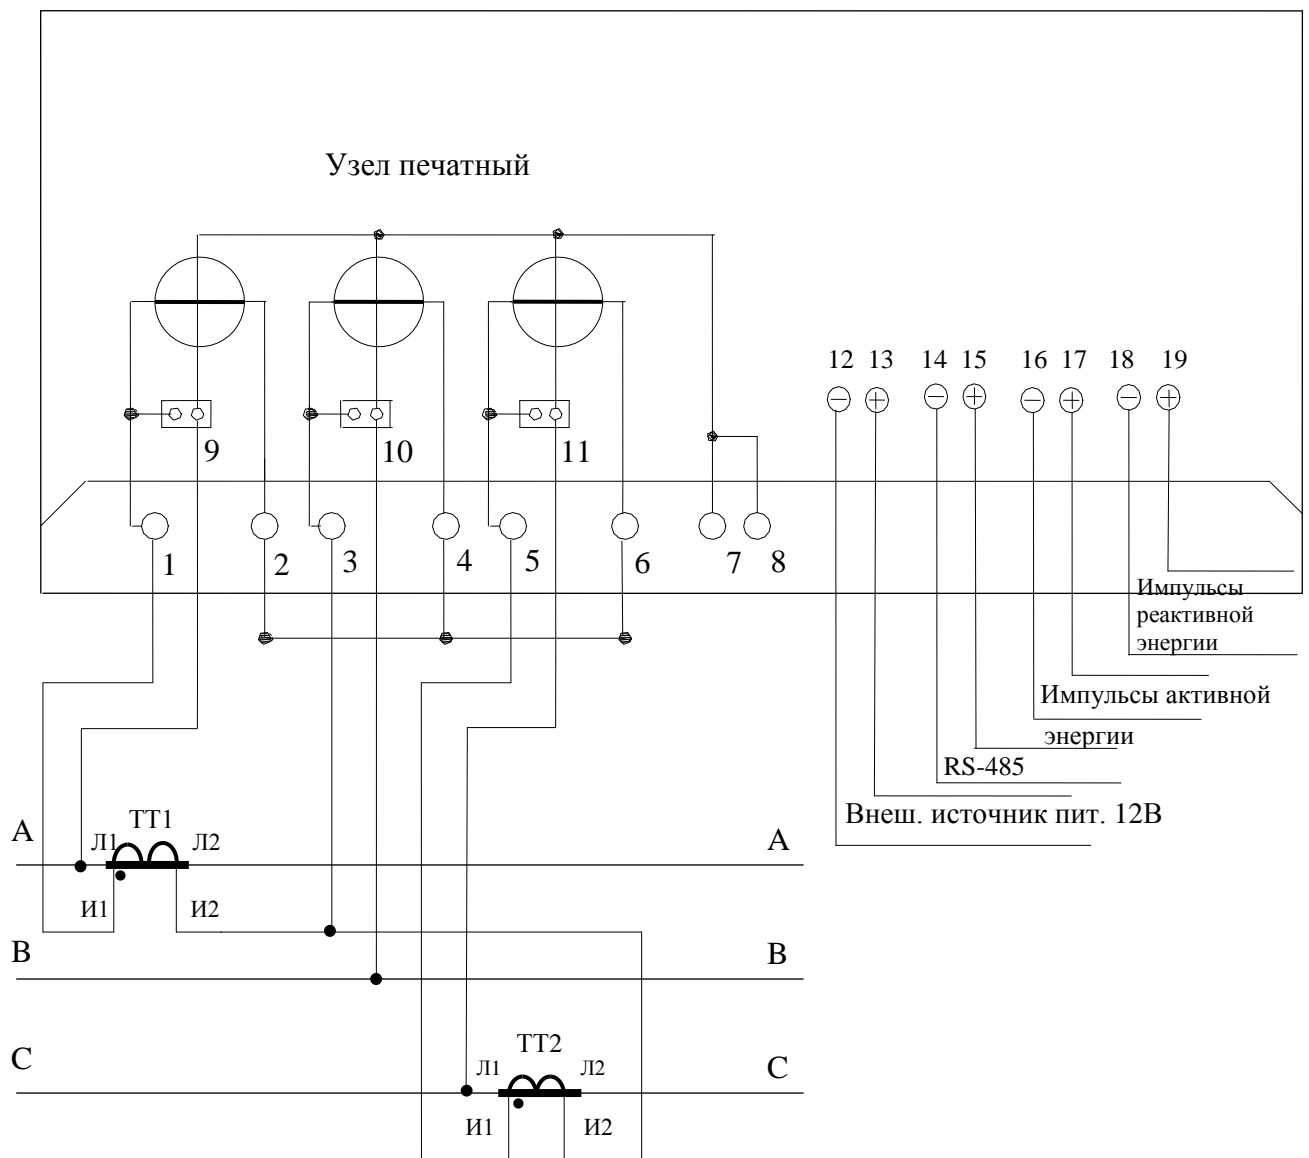 Узел печатный
12 13 14 15 16 17 18 19
9 10 11
1 2 3 4 5 6 7 8
Импульсы
реактивной
энергии
Импульсы активной
энергии
RS-485
Внеш. источник пит. 12В
ТТ1
А Л1 Л2 А
И1 И2
В В
ТТ2
С Л1 Л2 С
И1 И2